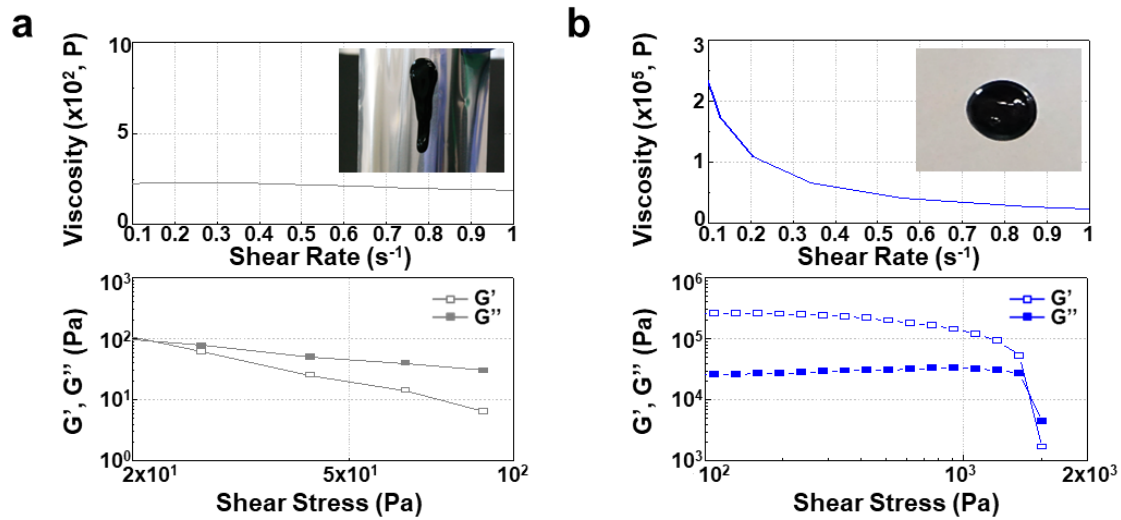 a
Viscosity (x10², P)
10
5
0
0.1 0.2 0.3 0.4 0.5 0.6 0.7 0.8 0.9 1
Shear Rate (s⁻¹)
G', G'' (Pa)
10³
10²
10¹
10⁰
G'
G''
2x10¹ 5x10¹ 10²
Shear Stress (Pa)
b
Viscosity (x10⁵, P)
3
2
1
0
0.1 0.2 0.3 0.4 0.5 0.6 0.7 0.8 0.9 1
Shear Rate (s⁻¹)
G', G'' (Pa)
10⁶
10⁵
10⁴
10³
G'
G''
10² 10³ 2x10³
Shear Stress (Pa)